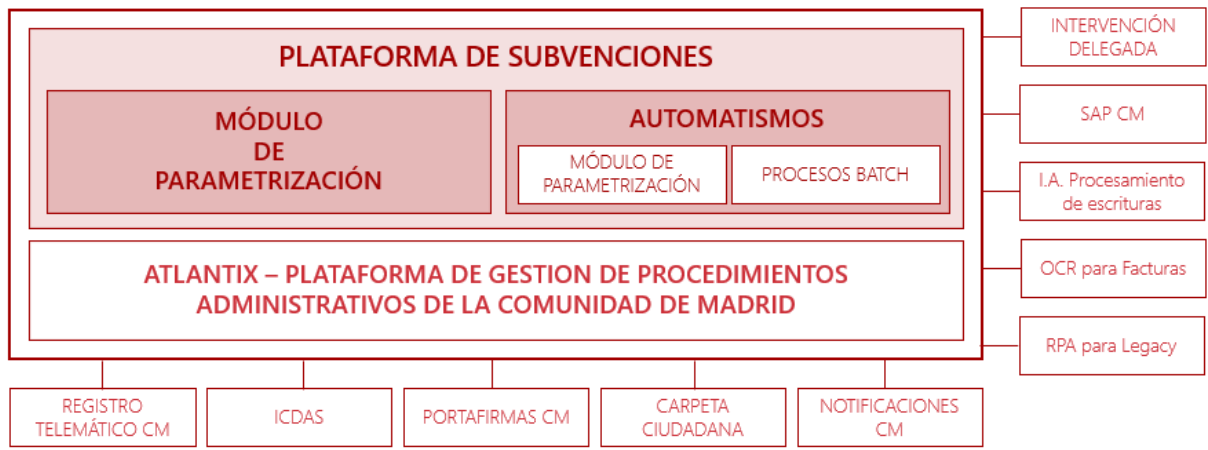 PLATAFORMA DE SUBVENCIONES
MÓDULO
DE
PARAMETRIZACIÓN
AUTOMATISMOS
MÓDULO DE
PARAMETRIZACIÓN
PROCESOS BATCH
ATLANTIX – PLATAFORMA DE GESTION DE PROCEDIMIENTOS
ADMINISTRATIVOS DE LA COMUNIDAD DE MADRID
INTERVENCIÓN
DELEGADA
SAP CM
I.A. Procesamiento
de escrituras
OCR para Facturas
RPA para Legacy
REGISTRO
TELEMÁTICO CM
ICDAS
PORTAFIRMAS CM
CARPETA
CIUDADANA
NOTIFICACIONES
CM